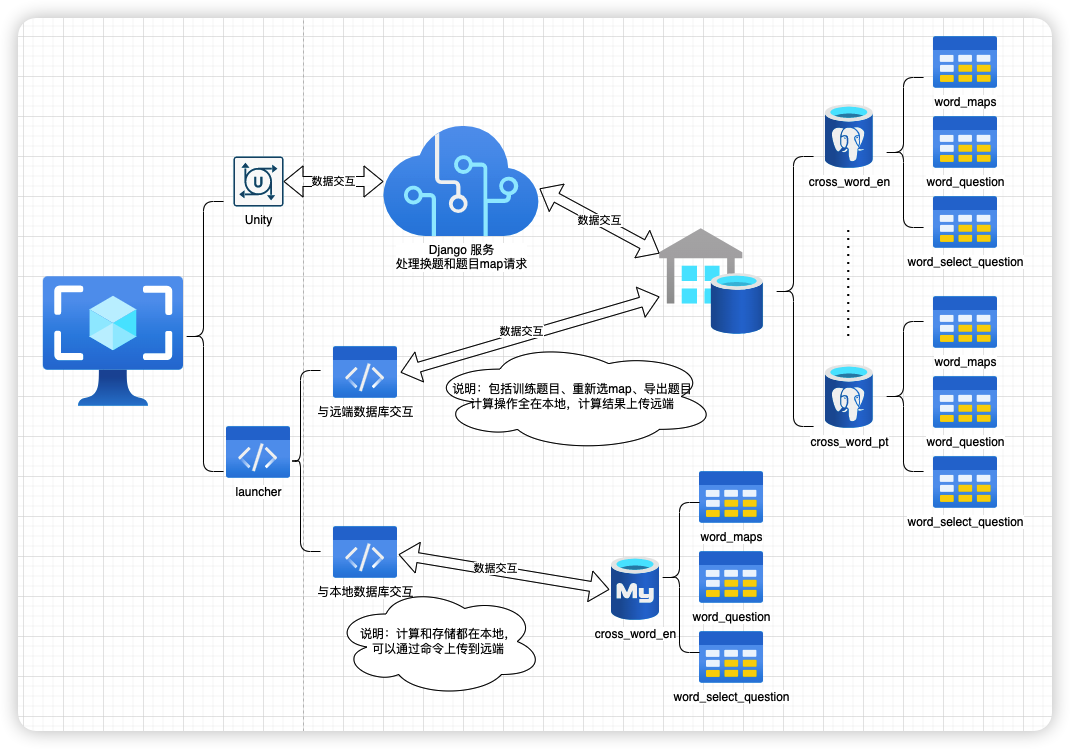 U
Unity
数据交互
Django 服务
处理换题和题目map请求
数据交互
数据交互
与远端数据库交互
说明：包括训练题目、重新选map、导出题目
计算操作全在本地，计算结果上传远端
launcher
与本地数据库交互
说明：计算和存储都在本地，
可以通过命令上传到远端
数据交互
My
cross_word_en
word_maps
word_question
word_select_question
cross_word_en
word_maps
word_question
word_select_question
cross_word_pt
word_maps
word_question
word_select_question